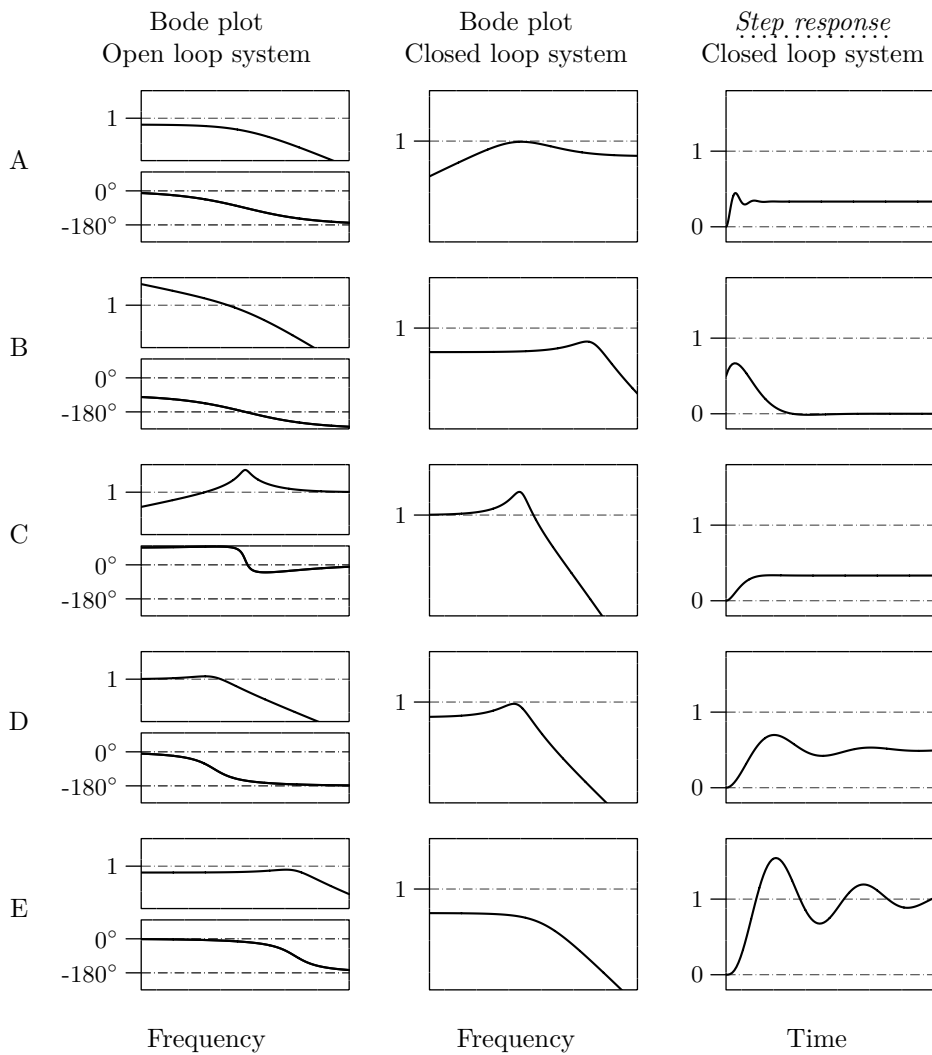 Bode plot Bode plot Step response
Open loop system Closed loop system Closed loop system
1 1 1
A
0°
-180° 0
1 1 1
B
0°
-180° 0
1 1 1
C
0°
-180° 0
1 1 1
D
0°
-180° 0
1 1 1
E
0°
-180° 0
Frequency Frequency Time